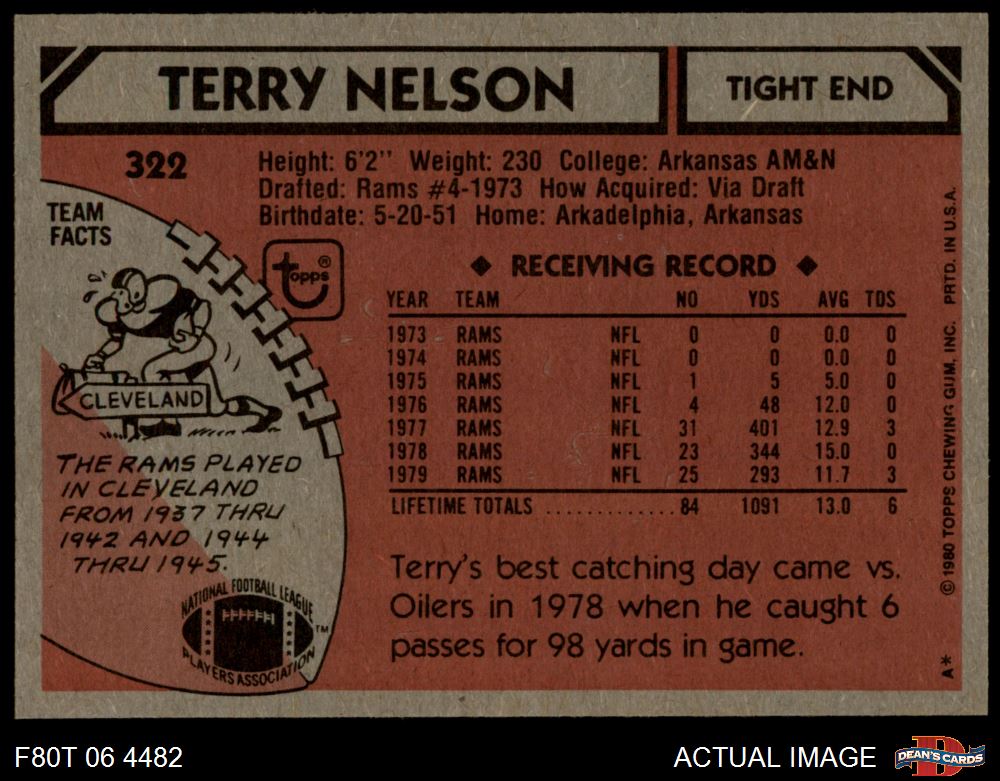 TERRY NELSON
TIGHT END
322
Height: 6'2" Weight: 230 College: Arkansas AM&N
Drafted: Rams #4-1973 How Acquired: Via Draft
Birthdate: 5-20-51 Home: Arkadelphia, Arkansas
TEAM
FACTS
topps®
CLEVELAND
THE RAMS PLAYED
IN CLEVELAND
FROM 1937 THRU
1942 AND 1944
THRU 1945.
NATIONAL FOOTBALL LEAGUE
PLAYERS ASSOCIATION
TM
◆ RECEIVING RECORD ◆
YEAR TEAM NO YDS AVG TDS
1973 RAMS NFL 0 0 0.0 0
1974 RAMS NFL 0 0 0.0 0
1975 RAMS NFL 1 5 5.0 0
1976 RAMS NFL 4 48 12.0 0
1977 RAMS NFL 31 401 12.9 3
1978 RAMS NFL 23 344 15.0 0
1979 RAMS NFL 25 293 11.7 3
LIFETIME TOTALS ............ 84 1091 13.0 6
Terry's best catching day came vs.
Oilers in 1978 when he caught 6
passes for 98 yards in game.
A* ©1980 TOPPS CHEWING GUM, INC. PRTD. IN U.S.A.
F80T 06 4482
ACTUAL IMAGE
D
DEAN'S CARDS